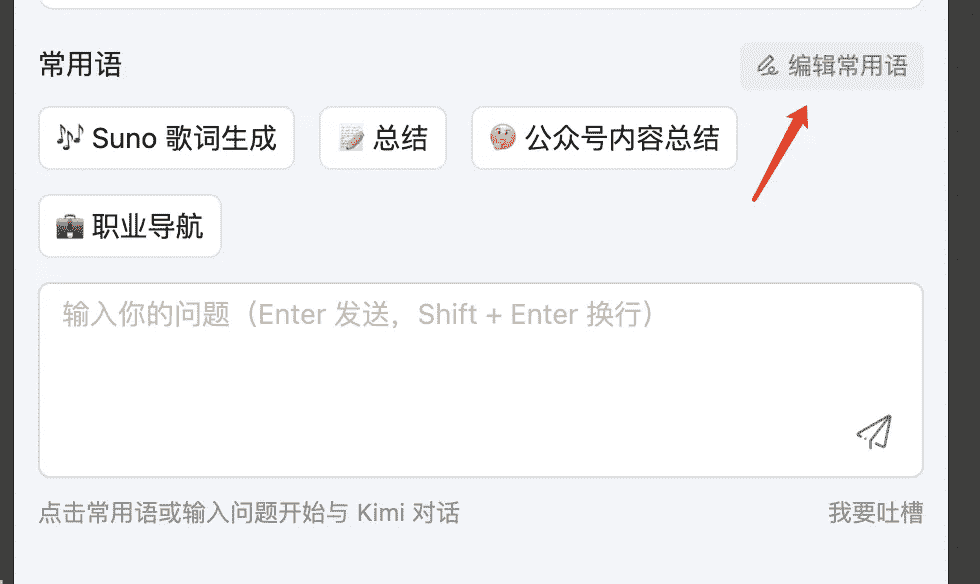 常用语
编辑常用语
Suno 歌词生成
总结
公众号内容总结
职业导航
输入你的问题（Enter 发送，Shift + Enter 换行）
点击常用语或输入问题开始与 Kimi 对话
我要吐槽